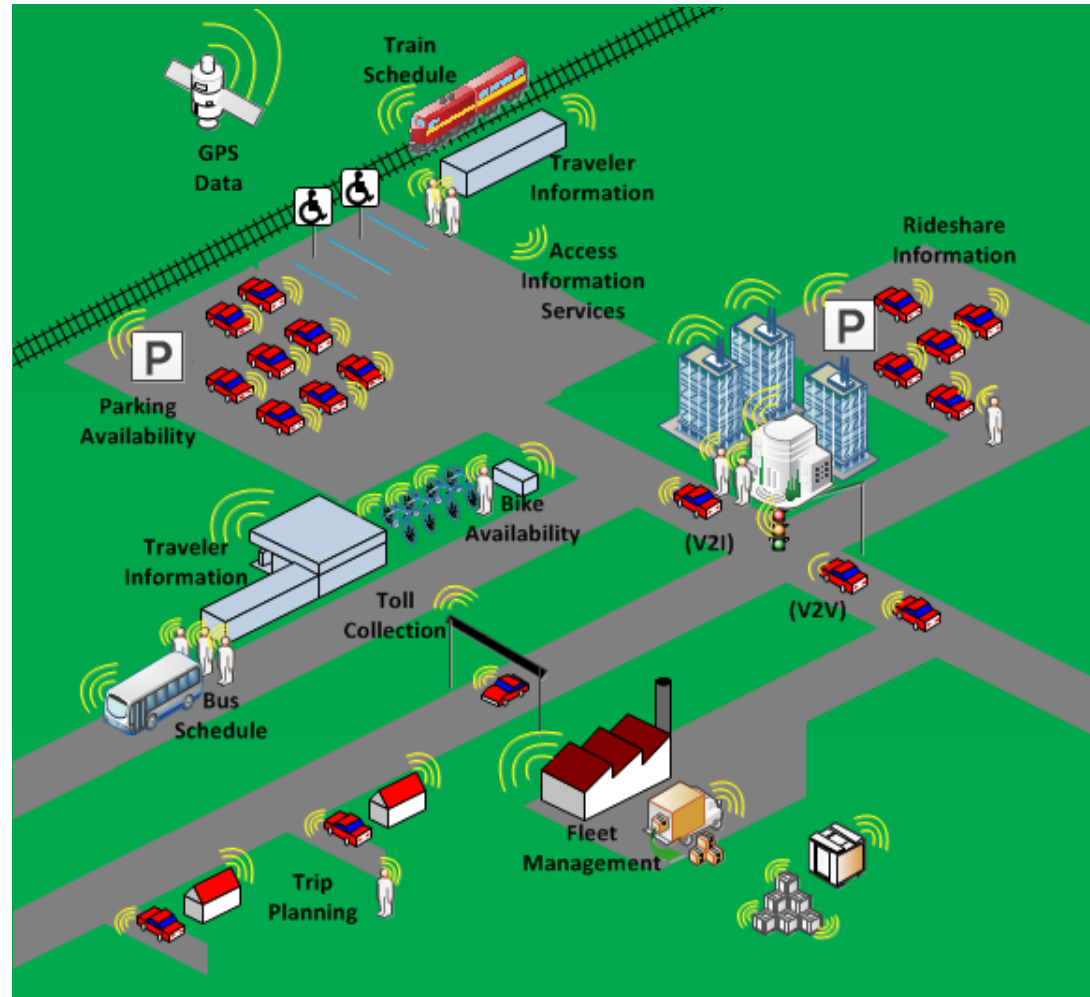 Train
Schedule
GPS
Data
Traveler
Information
Access
Information
Services
Rideshare
Information
P
P
Parking
Availability
Bike
Availability
(V2I)
Traveler
Information
(V2V)
Toll
Collection
Bus
Schedule
Fleet
Management
Trip
Planning